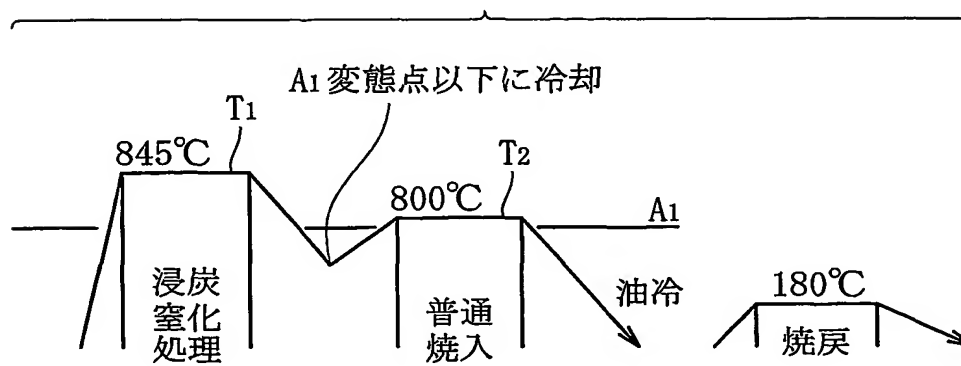 A1変態点以下に冷却
T1
845℃
T2
800℃
A1
浸炭
窒化
処理
普通
焼入
油冷
180℃
焼戻